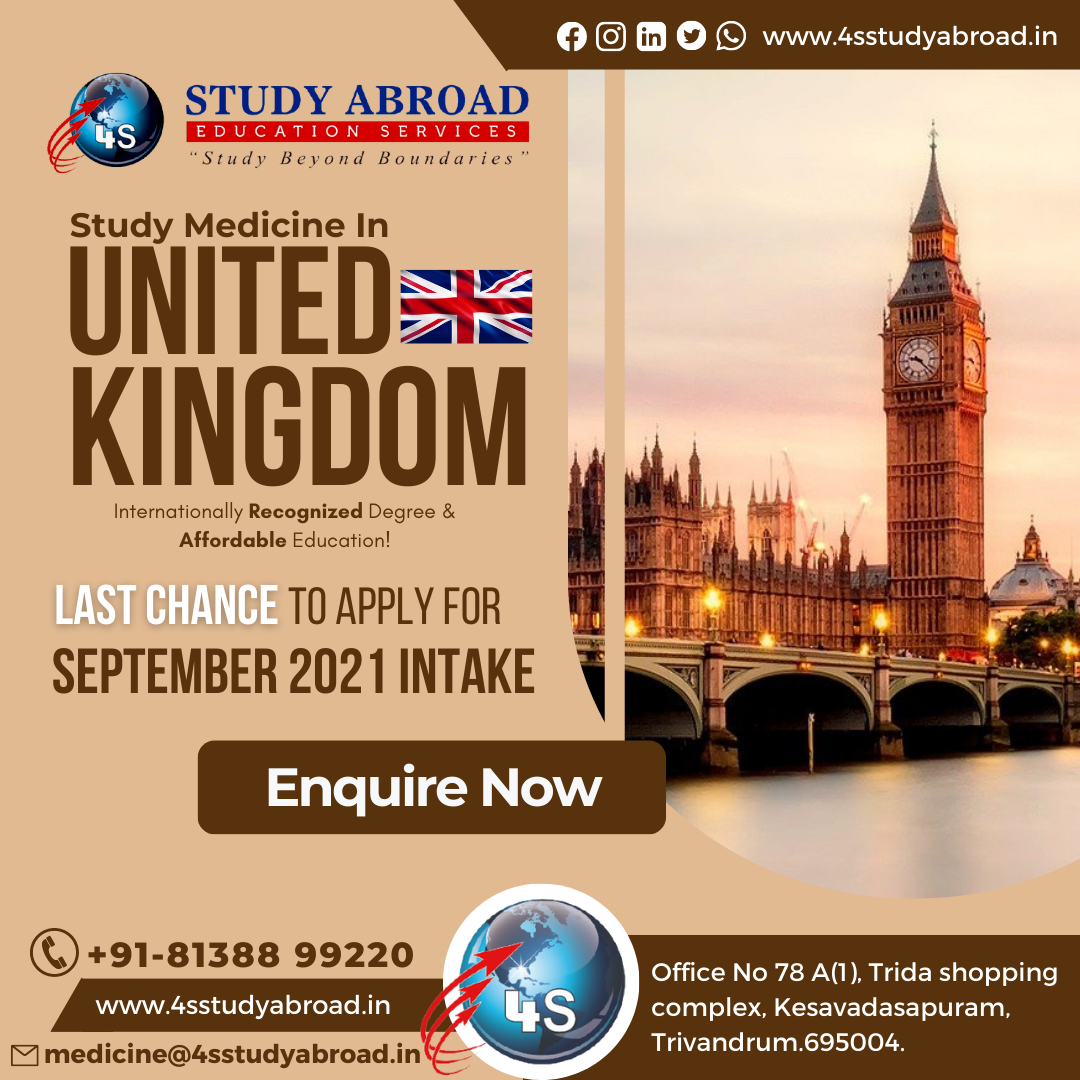 www.4sstudyabroad.in
4S
STUDY ABROAD
EDUCATION SERVICES
“Study Beyond Boundaries”
Study Medicine In
UNITED
KINGDOM
Internationally Recognized Degree &
Affordable Education!
LAST CHANCE TO APPLY FOR
SEPTEMBER 2021 INTAKE
Enquire Now
+91-81388 99220
www.4sstudyabroad.in
medicine@4sstudyabroad.in
4S
Office No 78 A(1), Trida shopping
complex, Kesavadasapuram,
Trivandrum.695004.